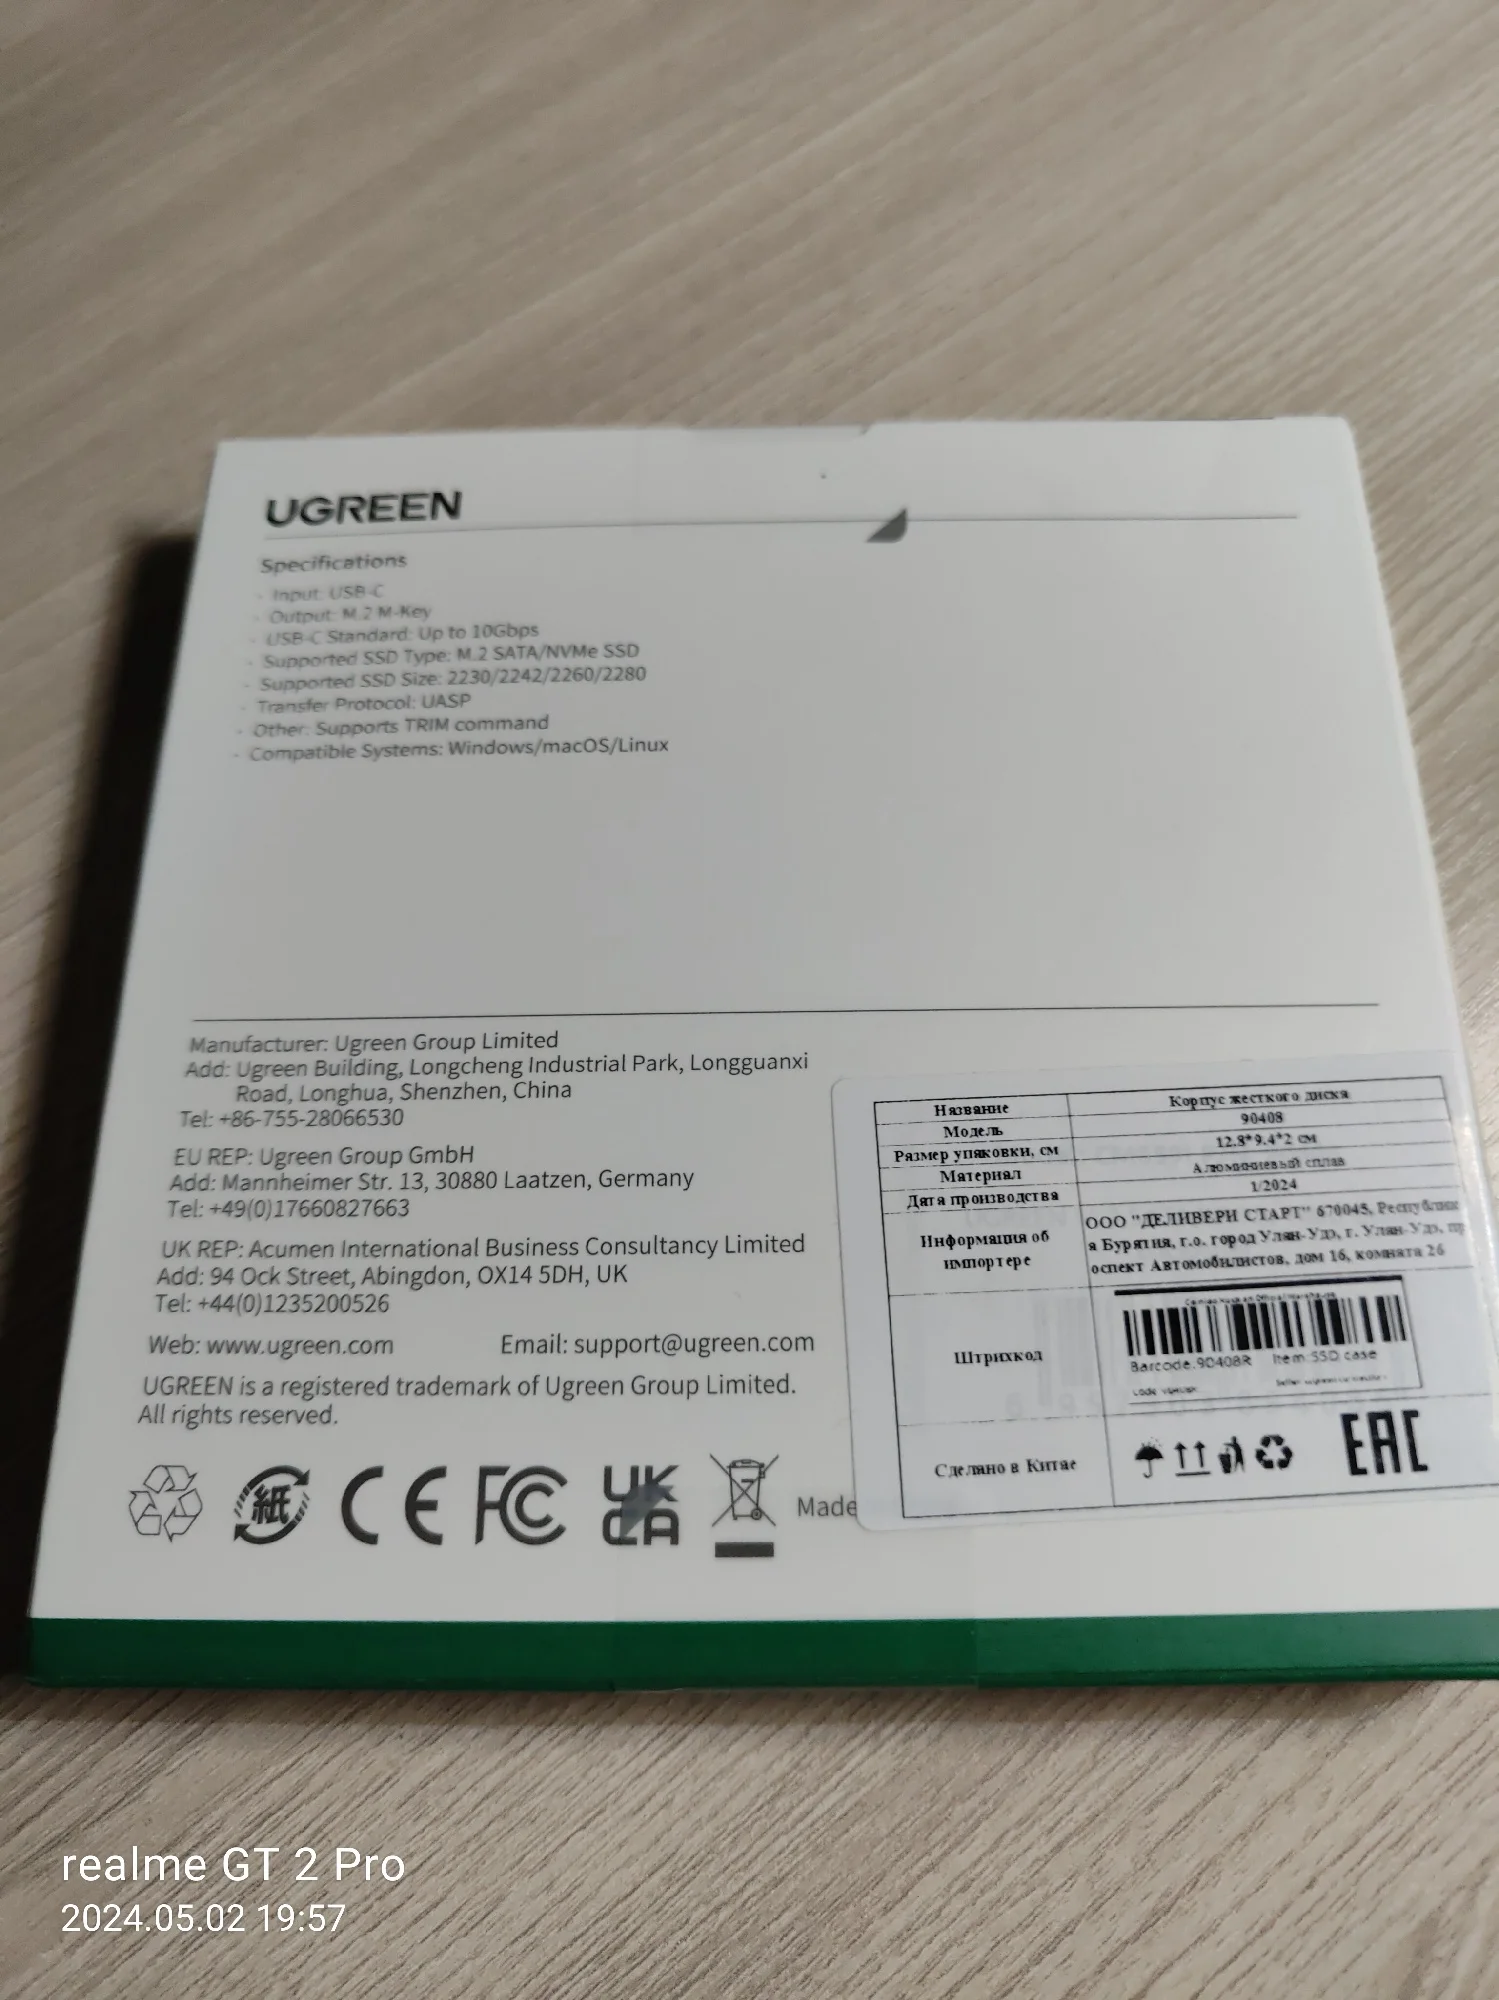 UGREEN
Specifications
· Input: USB-C
· Output: M.2 M-Key
· USB-C Standard: Up to 10Gbps
· Supported SSD Type: M.2 SATA/NVMe SSD
· Supported SSD Size: 2230/2242/2260/2280
· Transfer Protocol: UASP
· Other: Supports TRIM command
· Compatible Systems: Windows/macOS/Linux
Manufacturer: Ugreen Group Limited
Add: Ugreen Building, Longcheng Industrial Park, Longguanxi
Road, Longhua, Shenzhen, China
Tel: +86-755-28066530
EU REP: Ugreen Group GmbH
Add: Mannheimer Str. 13, 30880 Laatzen, Germany
Tel: +49(0)17660827663
UK REP: Acumen International Business Consultancy Limited
Add: 94 Ock Street, Abingdon, OX14 5DH, UK
Tel: +44(0)1235200526
Web: www.ugreen.com Email: support@ugreen.com
UGREEN is a registered trademark of Ugreen Group Limited.
All rights reserved.
紙 CE FC UK CA Made
Название Корпус жесткого диска
Модель 90408
Размер упаковки, см 12.8*9.4*2 см
Материал Алюминиевый сплав
Дата производства 1/2024
Информация об импортере
ООО "ДЕЛИВЕРИ СТАРТ" 670045, Республик
а Бурятия, г.о. город Улан-Удэ, г. Улан-Удэ, пр
оспект Автомобилистов, дом 16, комната 26
Штрихкод
Barcode:90408R Item:SSD case
Сделано в Китае EAC
realme GT 2 Pro
2024.05.02 19:57